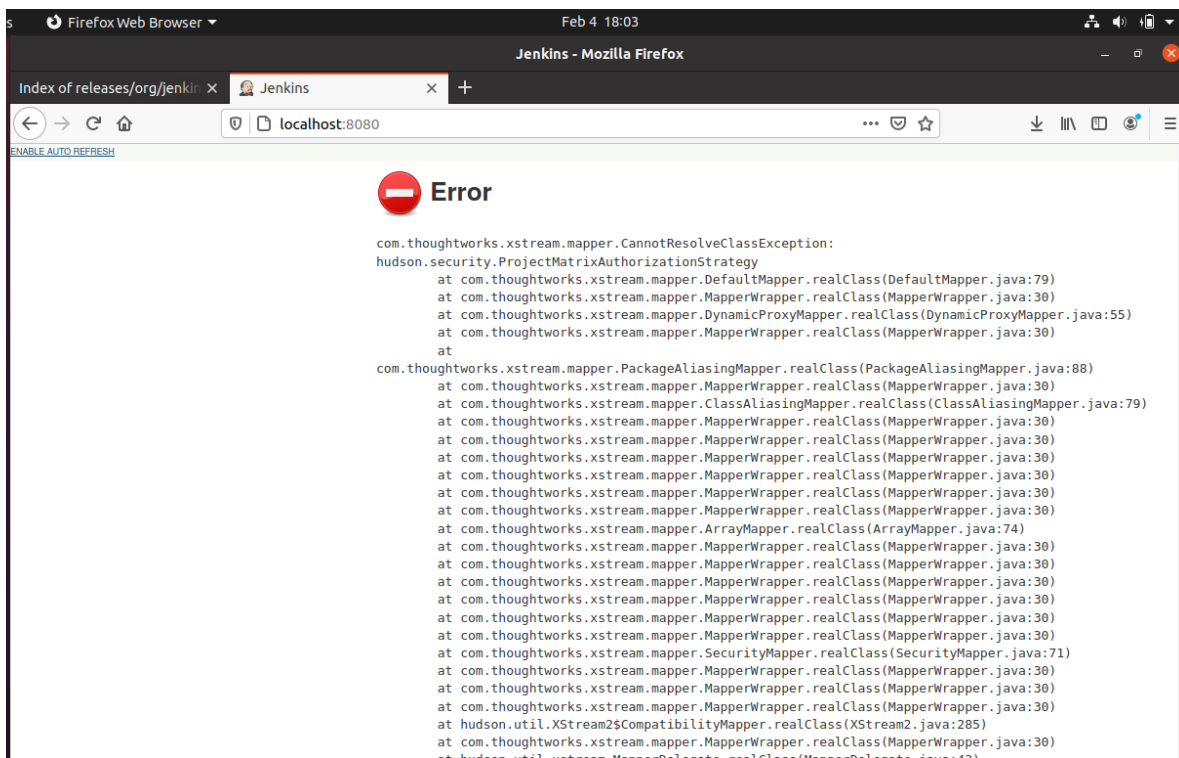 s Firefox Web Browser Feb 4 18:03
Jenkins - Mozilla Firefox
Index of releases/org/jenkin Jenkins
localhost:8080
ENABLE AUTO REFRESH
Error
com.thoughtworks.xstream.mapper.CannotResolveClassException:
hudson.security.ProjectMatrixAuthorizationStrategy
at com.thoughtworks.xstream.mapper.DefaultMapper.realClass(DefaultMapper.java:79)
at com.thoughtworks.xstream.mapper.MapperWrapper.realClass(MapperWrapper.java:30)
at com.thoughtworks.xstream.mapper.DynamicProxyMapper.realClass(DynamicProxyMapper.java:55)
at com.thoughtworks.xstream.mapper.MapperWrapper.realClass(MapperWrapper.java:30)
at
com.thoughtworks.xstream.mapper.PackageAliasingMapper.realClass(PackageAliasingMapper.java:88)
at com.thoughtworks.xstream.mapper.MapperWrapper.realClass(MapperWrapper.java:30)
at com.thoughtworks.xstream.mapper.ClassAliasingMapper.realClass(ClassAliasingMapper.java:79)
at com.thoughtworks.xstream.mapper.MapperWrapper.realClass(MapperWrapper.java:30)
at com.thoughtworks.xstream.mapper.MapperWrapper.realClass(MapperWrapper.java:30)
at com.thoughtworks.xstream.mapper.MapperWrapper.realClass(MapperWrapper.java:30)
at com.thoughtworks.xstream.mapper.MapperWrapper.realClass(MapperWrapper.java:30)
at com.thoughtworks.xstream.mapper.MapperWrapper.realClass(MapperWrapper.java:30)
at com.thoughtworks.xstream.mapper.MapperWrapper.realClass(MapperWrapper.java:30)
at com.thoughtworks.xstream.mapper.ArrayMapper.realClass(ArrayMapper.java:74)
at com.thoughtworks.xstream.mapper.MapperWrapper.realClass(MapperWrapper.java:30)
at com.thoughtworks.xstream.mapper.MapperWrapper.realClass(MapperWrapper.java:30)
at com.thoughtworks.xstream.mapper.MapperWrapper.realClass(MapperWrapper.java:30)
at com.thoughtworks.xstream.mapper.MapperWrapper.realClass(MapperWrapper.java:30)
at com.thoughtworks.xstream.mapper.MapperWrapper.realClass(MapperWrapper.java:30)
at com.thoughtworks.xstream.mapper.MapperWrapper.realClass(MapperWrapper.java:30)
at com.thoughtworks.xstream.mapper.SecurityMapper.realClass(SecurityMapper.java:71)
at com.thoughtworks.xstream.mapper.MapperWrapper.realClass(MapperWrapper.java:30)
at com.thoughtworks.xstream.mapper.MapperWrapper.realClass(MapperWrapper.java:30)
at com.thoughtworks.xstream.mapper.MapperWrapper.realClass(MapperWrapper.java:30)
at hudson.util.XStream2$CompatibilityMapper.realClass(XStream2.java:285)
at com.thoughtworks.xstream.mapper.MapperWrapper.realClass(MapperWrapper.java:30)
at hudson.util.xstream.MapperDelegate.realClass(MapperDelegate.java:43)